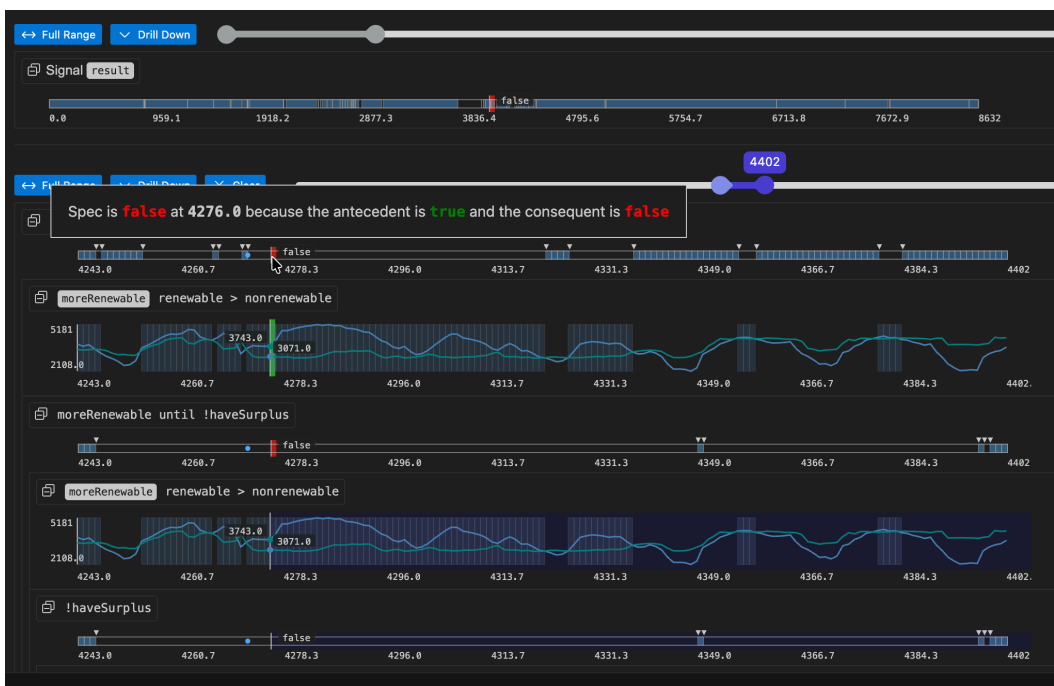 Full Range Drill Down
Signal result
false
0.0 959.1 1918.2 2877.3 3836.4 4795.6 5754.7 6713.8 7672.9 8632
4402
Spec is false at 4276.0 because the antecedent is true and the consequent is false
false
4243.0 4260.7 4278.3 4296.0 4313.7 4331.3 4349.0 4366.7 4384.3 4402
moreRenewable renewable > nonrenewable
5181
3743.0
3071.0
2108.0
4243.0 4260.7 4278.3 4296.0 4313.7 4331.3 4349.0 4366.7 4384.3 4402.
moreRenewable until !haveSurplus
false
4243.0 4260.7 4278.3 4296.0 4313.7 4331.3 4349.0 4366.7 4384.3 4402
moreRenewable renewable > nonrenewable
5181
3743.0
3071.0
2108.0
4243.0 4260.7 4278.3 4296.0 4313.7 4331.3 4349.0 4366.7 4384.3 4402.
!haveSurplus
false
4243.0 4260.7 4278.3 4296.0 4313.7 4331.3 4349.0 4366.7 4384.3 4402